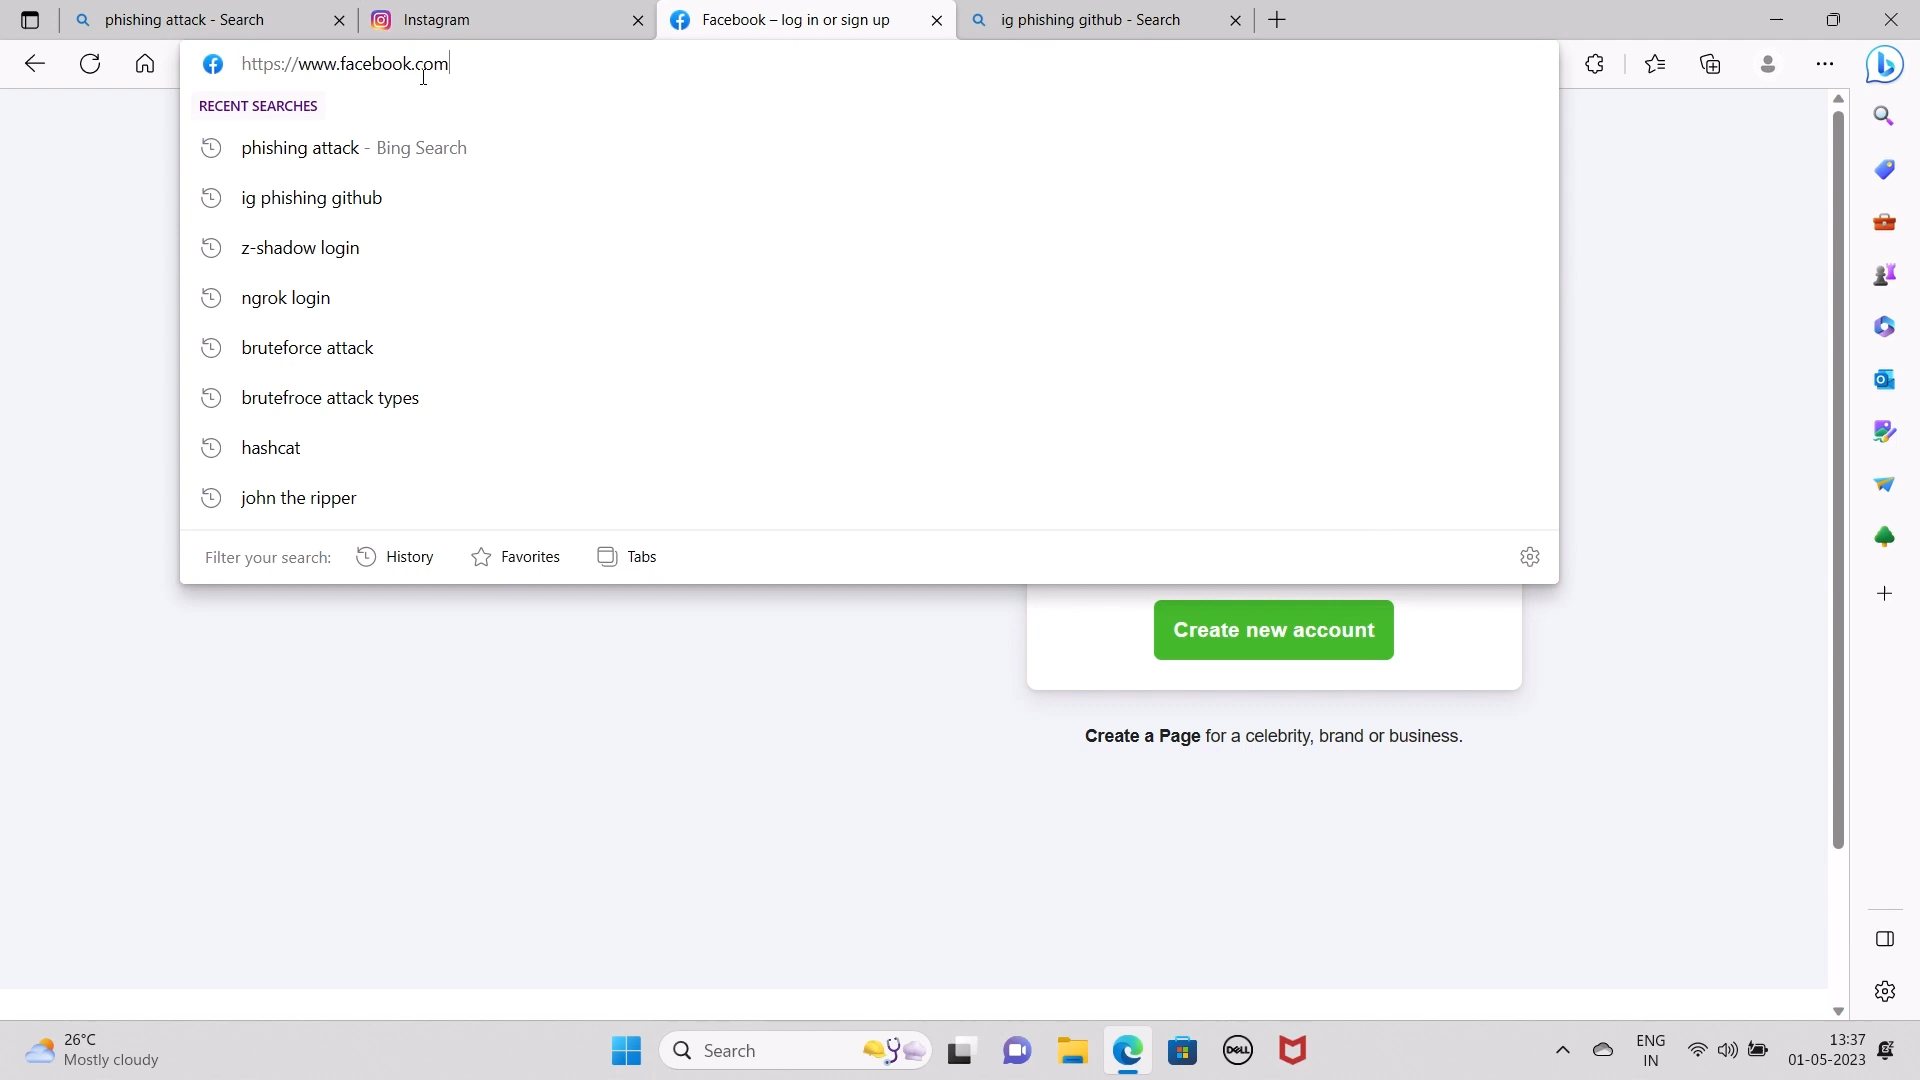 phishing attack - Search
Instagram
Facebook – log in or sign up
ig phishing github - Search
https://www.facebook.com
RECENT SEARCHES
phishing attack - Bing Search
ig phishing github
z-shadow login
ngrok login
bruteforce attack
brutefroce attack types
hashcat
john the ripper
Filter your search: History Favorites Tabs
Create new account
Create a Page for a celebrity, brand or business.
26°C
Mostly cloudy
Search
DELL
ENG
IN
13:37
01-05-2023